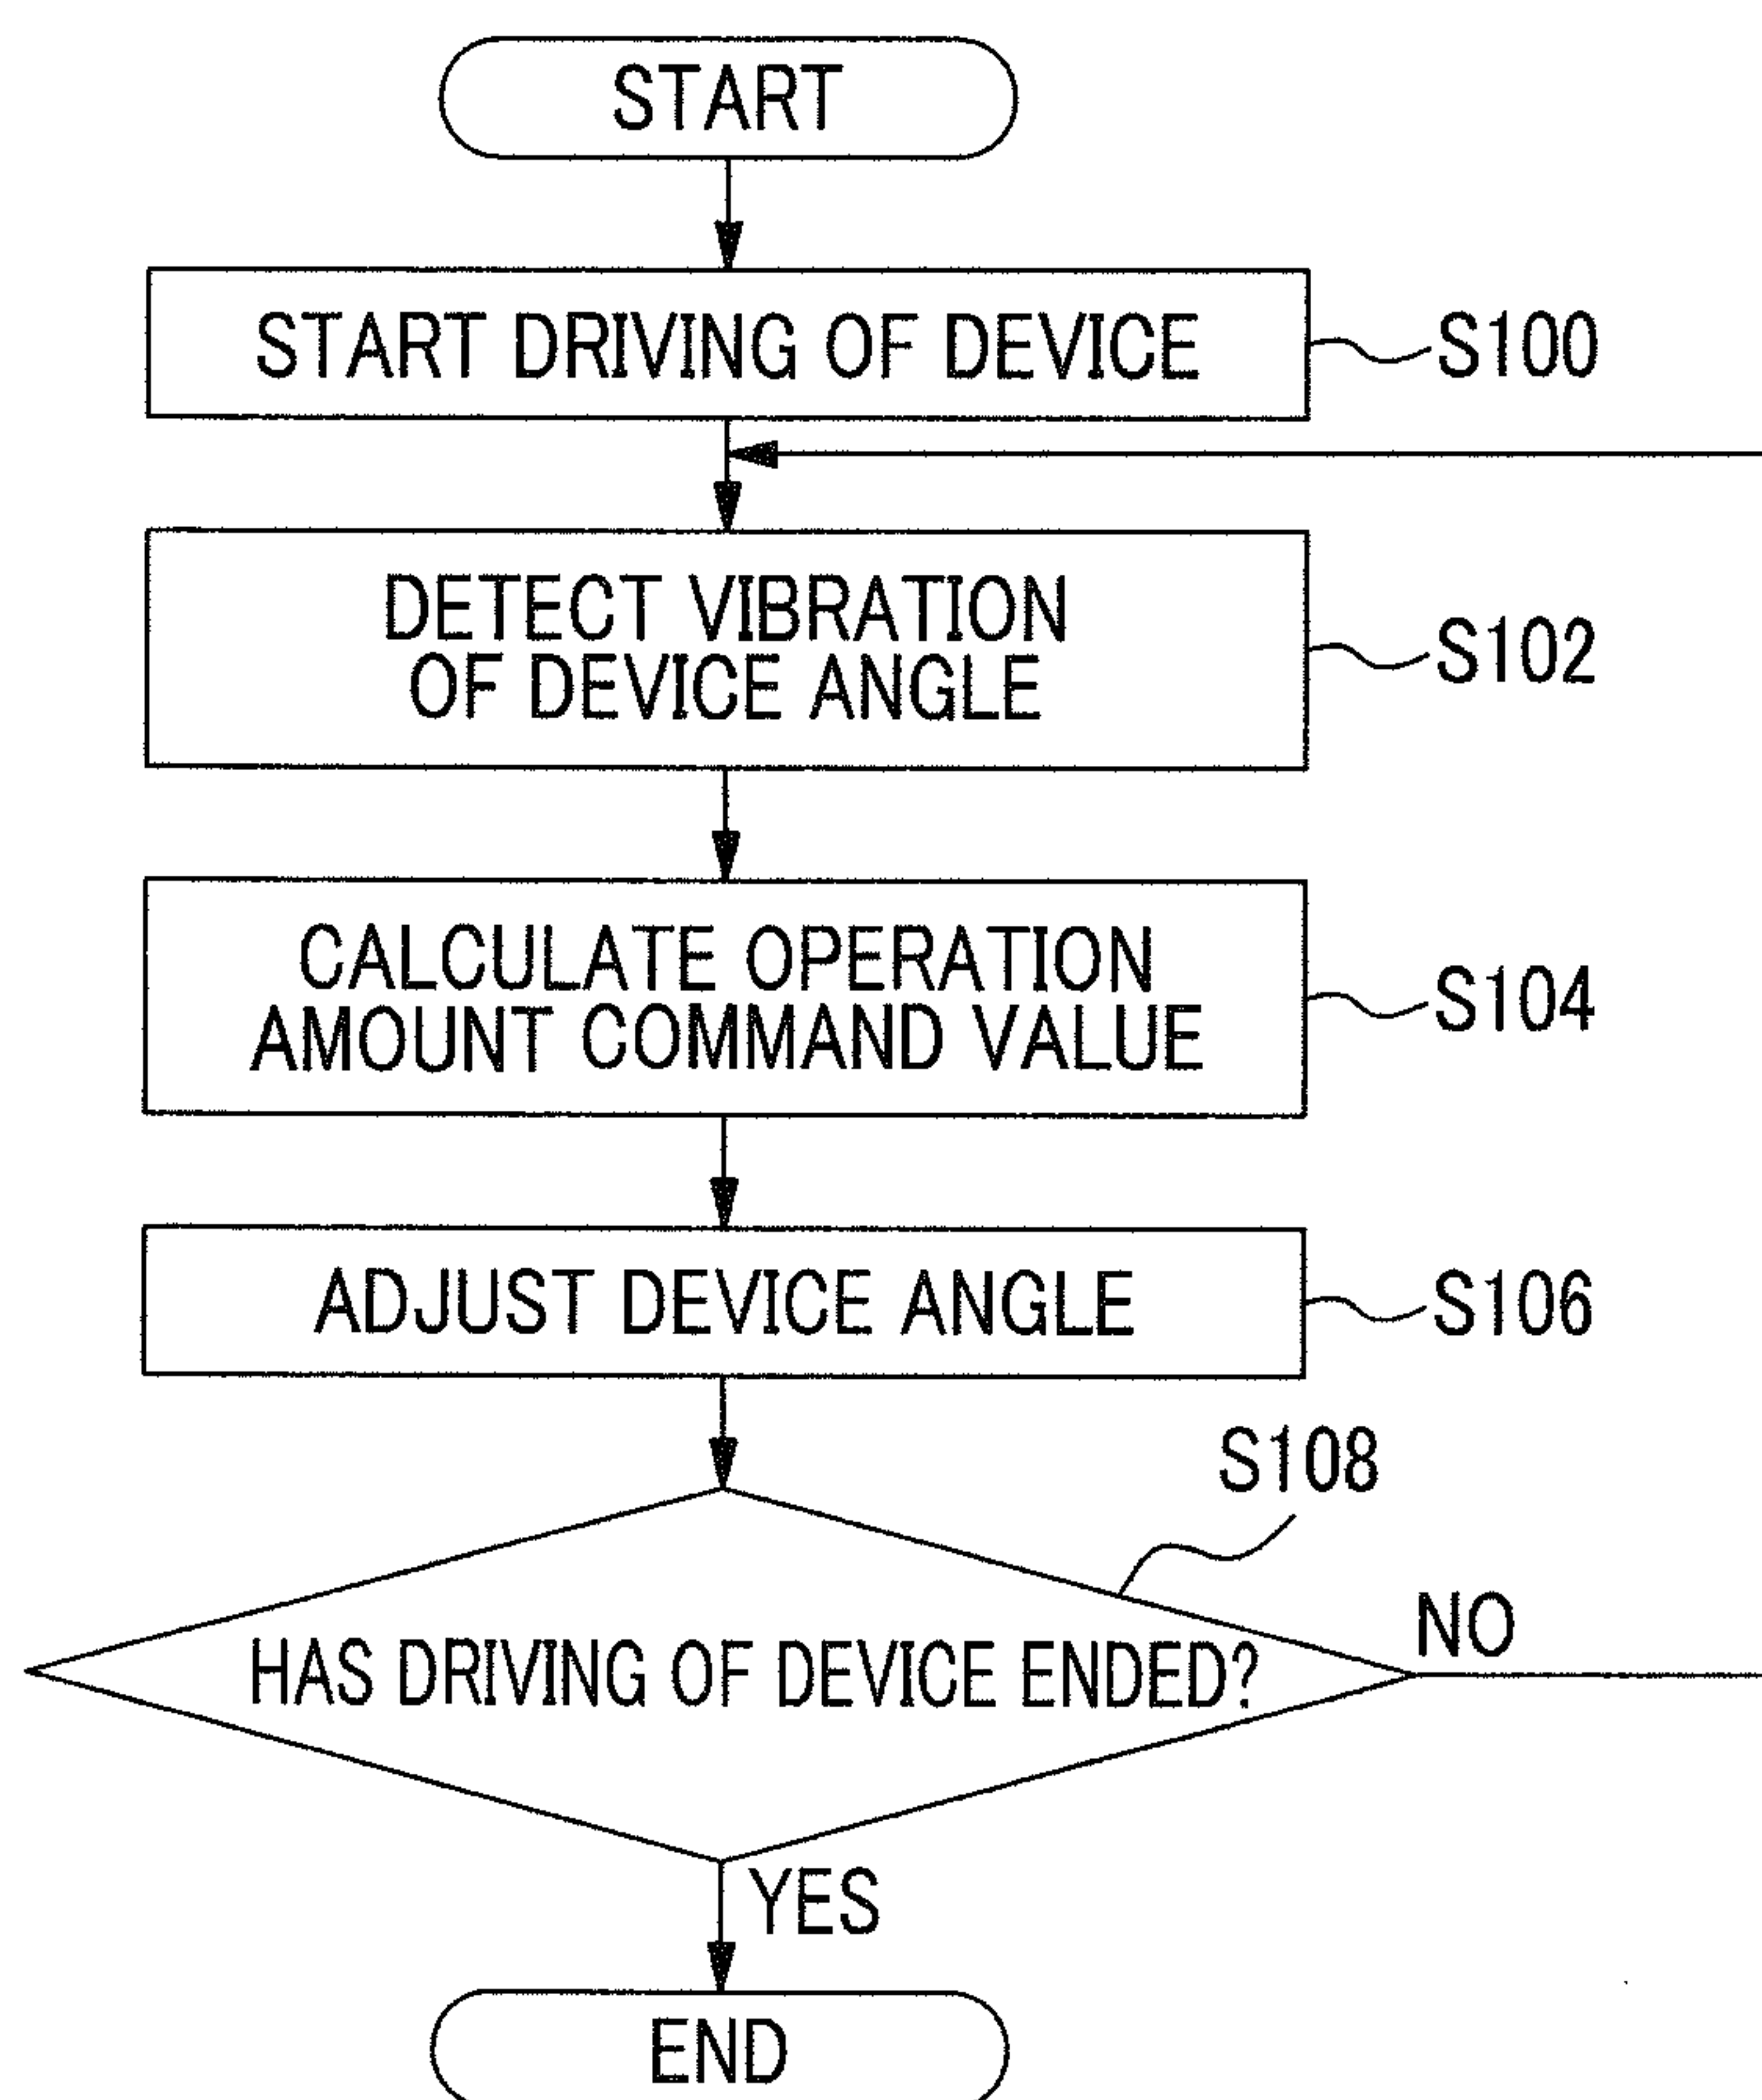 START
START DRIVING OF DEVICE
S100
DETECT VIBRATION
OF DEVICE ANGLE
S102
CALCULATE OPERATION
AMOUNT COMMAND VALUE
S104
ADJUST DEVICE ANGLE
S106
S108
HAS DRIVING OF DEVICE ENDED?
NO
YES
END